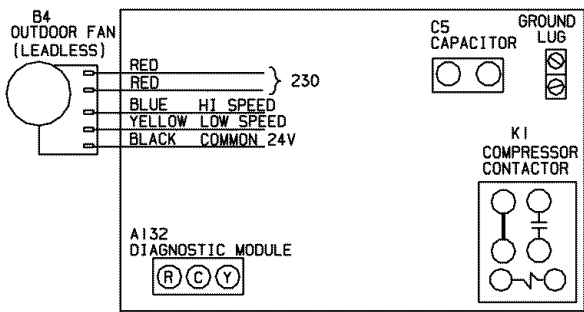 B4
OUTDOOR FAN
(LEADLESS)
RED
RED
230
BLUE HI SPEED
YELLOW LOW SPEED
BLACK COMMON 24V
C5
CAPACITOR
GROUND
LUG
K1
COMPRESSOR
CONTACTOR
A132
DIAGNOSTIC MODULE
R C Y